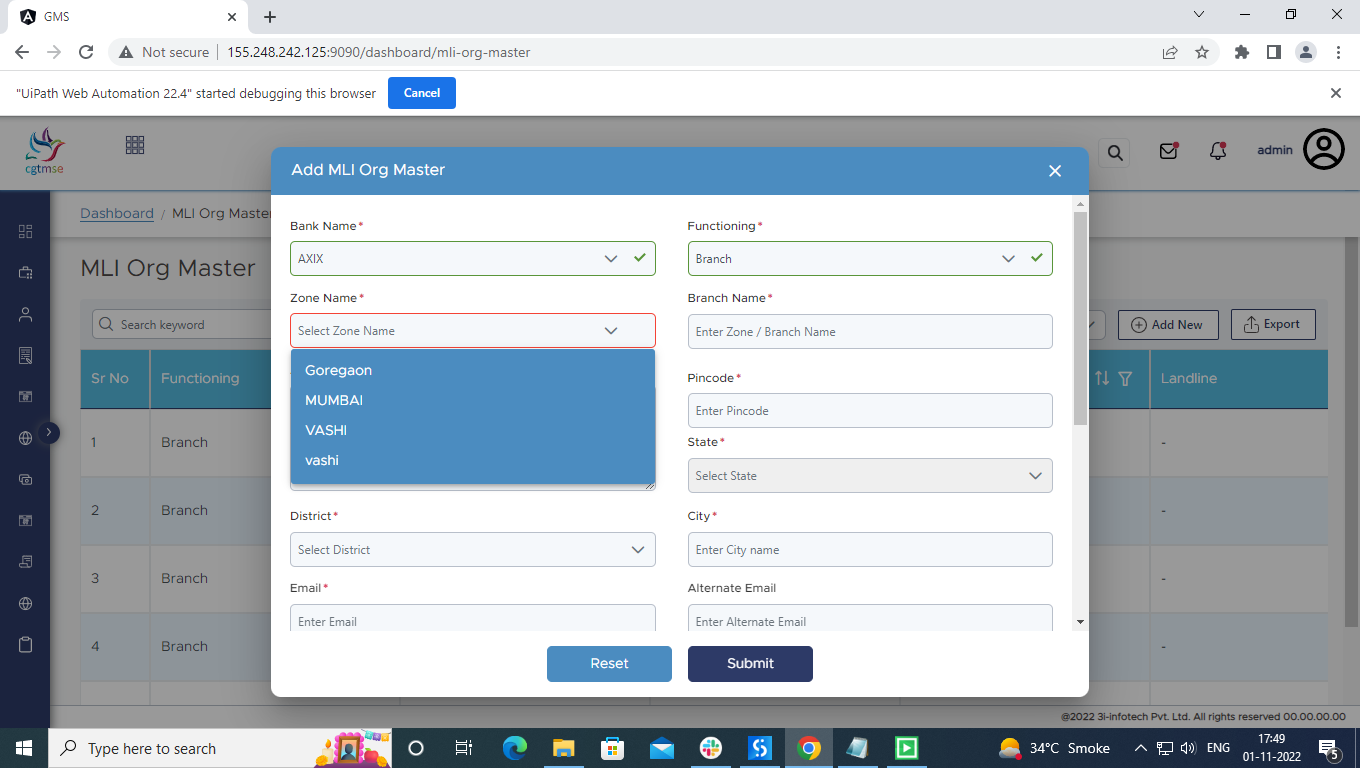 GMS
Not secure
155.248.242.125:9090/dashboard/mli-org-master
"UiPath Web Automation 22.4" started debugging this browser
Cancel
cgtmse
admin
Add MLI Org Master
Dashboard / MLI Org Master
MLI Org Master
Search keyword
Add New
Export
Sr No
Functioning
Landline
1
Branch
-
2
Branch
-
3
Branch
-
4
Branch
-
Bank Name*
Functioning*
AXIX
Branch
Zone Name*
Branch Name*
Select Zone Name
Enter Zone / Branch Name
Goregaon
MUMBAI
VASHI
vashi
Pincode*
Enter Pincode
State*
Select State
District*
City*
Select District
Enter City name
Email*
Alternate Email
Enter Email
Enter Alternate Email
Reset
Submit
@2022 3i-infotech Pvt. Ltd. All rights reserved 00.00.00.00
Type here to search
34°C Smoke
ENG
17:49
01-11-2022
5